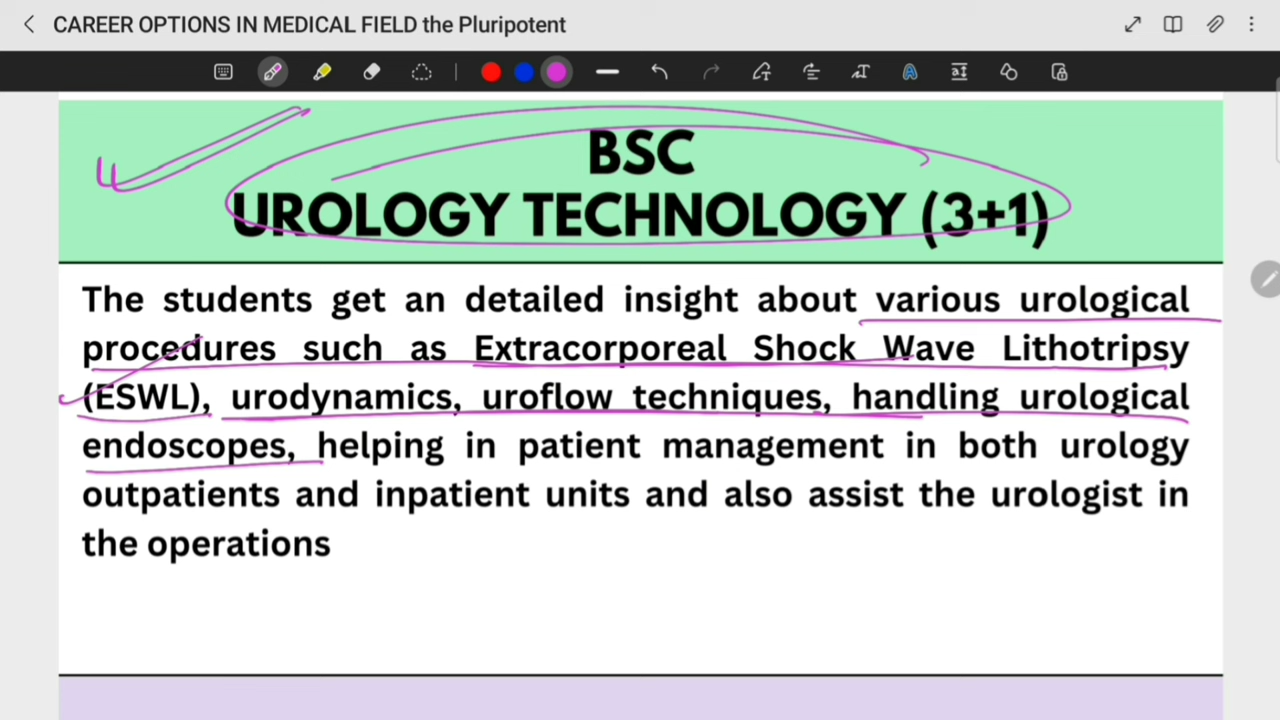 CAREER OPTIONS IN MEDICAL FIELD the Pluripotent
BSC
UROLOGY TECHNOLOGY (3+1)
The students get an detailed insight about various urological
procedures such as Extracorporeal Shock Wave Lithotripsy
(ESWL), urodynamics, uroflow techniques, handling urological
endoscopes, helping in patient management in both urology
outpatients and inpatient units and also assist the urologist in
the operations